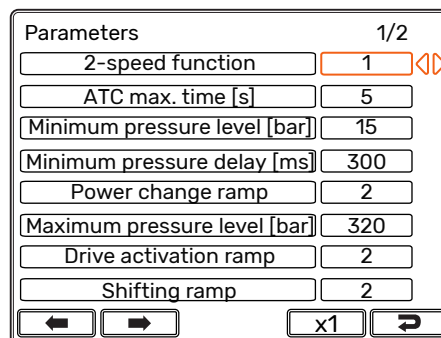 Parameters 1/2
2-speed function 1
ATC max. time [s] 5
Minimum pressure level [bar] 15
Minimum pressure delay [ms] 300
Power change ramp 2
Maximum pressure level [bar] 320
Drive activation ramp 2
Shifting ramp 2
x1